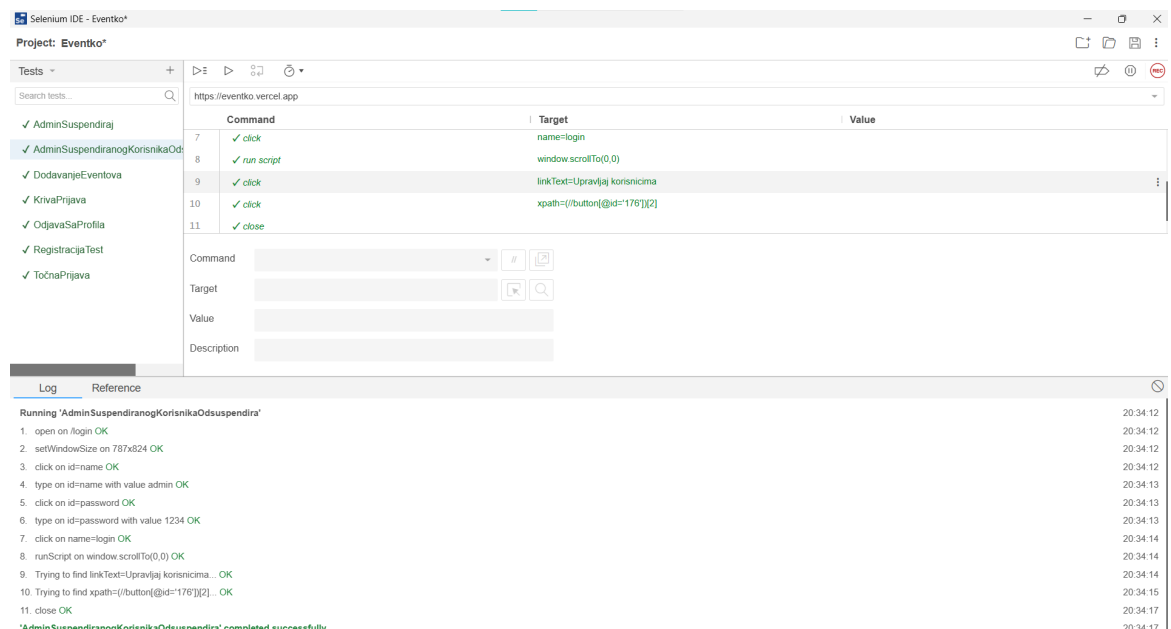 Selenium IDE - Eventko*
Project: Eventko*
Tests
Search tests...
https://eventko.vercel.app
✓ AdminSuspendiraj
✓ AdminSuspendiranogKorisnikaOds
✓ DodavanjeEventova
✓ KrivaPrijava
✓ OdjavaSaProfila
✓ RegistracijaTest
✓ TočnaPrijava
Command Target Value
7 ✓ click name=login
8 ✓ run script window.scrollTo(0,0)
9 ✓ click linkText=Upravljaj korisnicima
10 ✓ click xpath=(//button[@id='176'])[2]
11 ✓ close
Command //
Target
Value
Description
Log Reference
Running 'AdminSuspendiranogKorisnikaOdsuspendira' 20:34:12
1. open on /login OK 20:34:12
2. setWindowSize on 787x824 OK 20:34:12
3. click on id=name OK 20:34:12
4. type on id=name with value admin OK 20:34:13
5. click on id=password OK 20:34:13
6. type on id=password with value 1234 OK 20:34:13
7. click on name=login OK 20:34:14
8. runScript on window.scrollTo(0,0) OK 20:34:14
9. Trying to find linkText=Upravljaj korisnicima... OK 20:34:14
10. Trying to find xpath=(//button[@id='176'])[2]... OK 20:34:15
11. close OK 20:34:17
'AdminSuspendiranogKorisnikaOdsuspendira' completed successfully 20:34:17
REC
Se